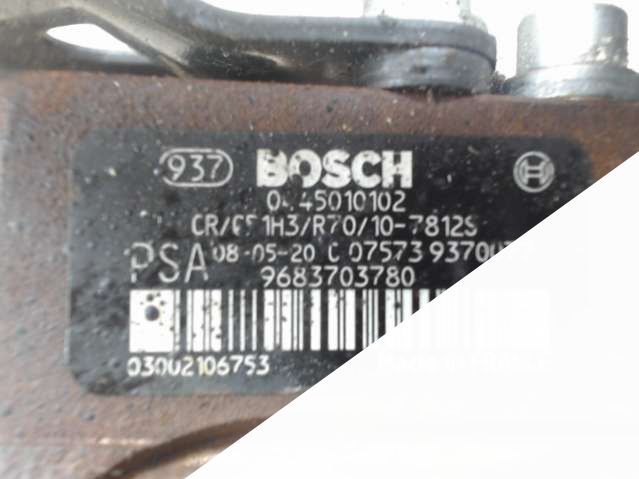 937 BOSCH
CR/CP1H3/R70/10-7812S
PSA 08-05-20 C 07573
9683703780
03002106753